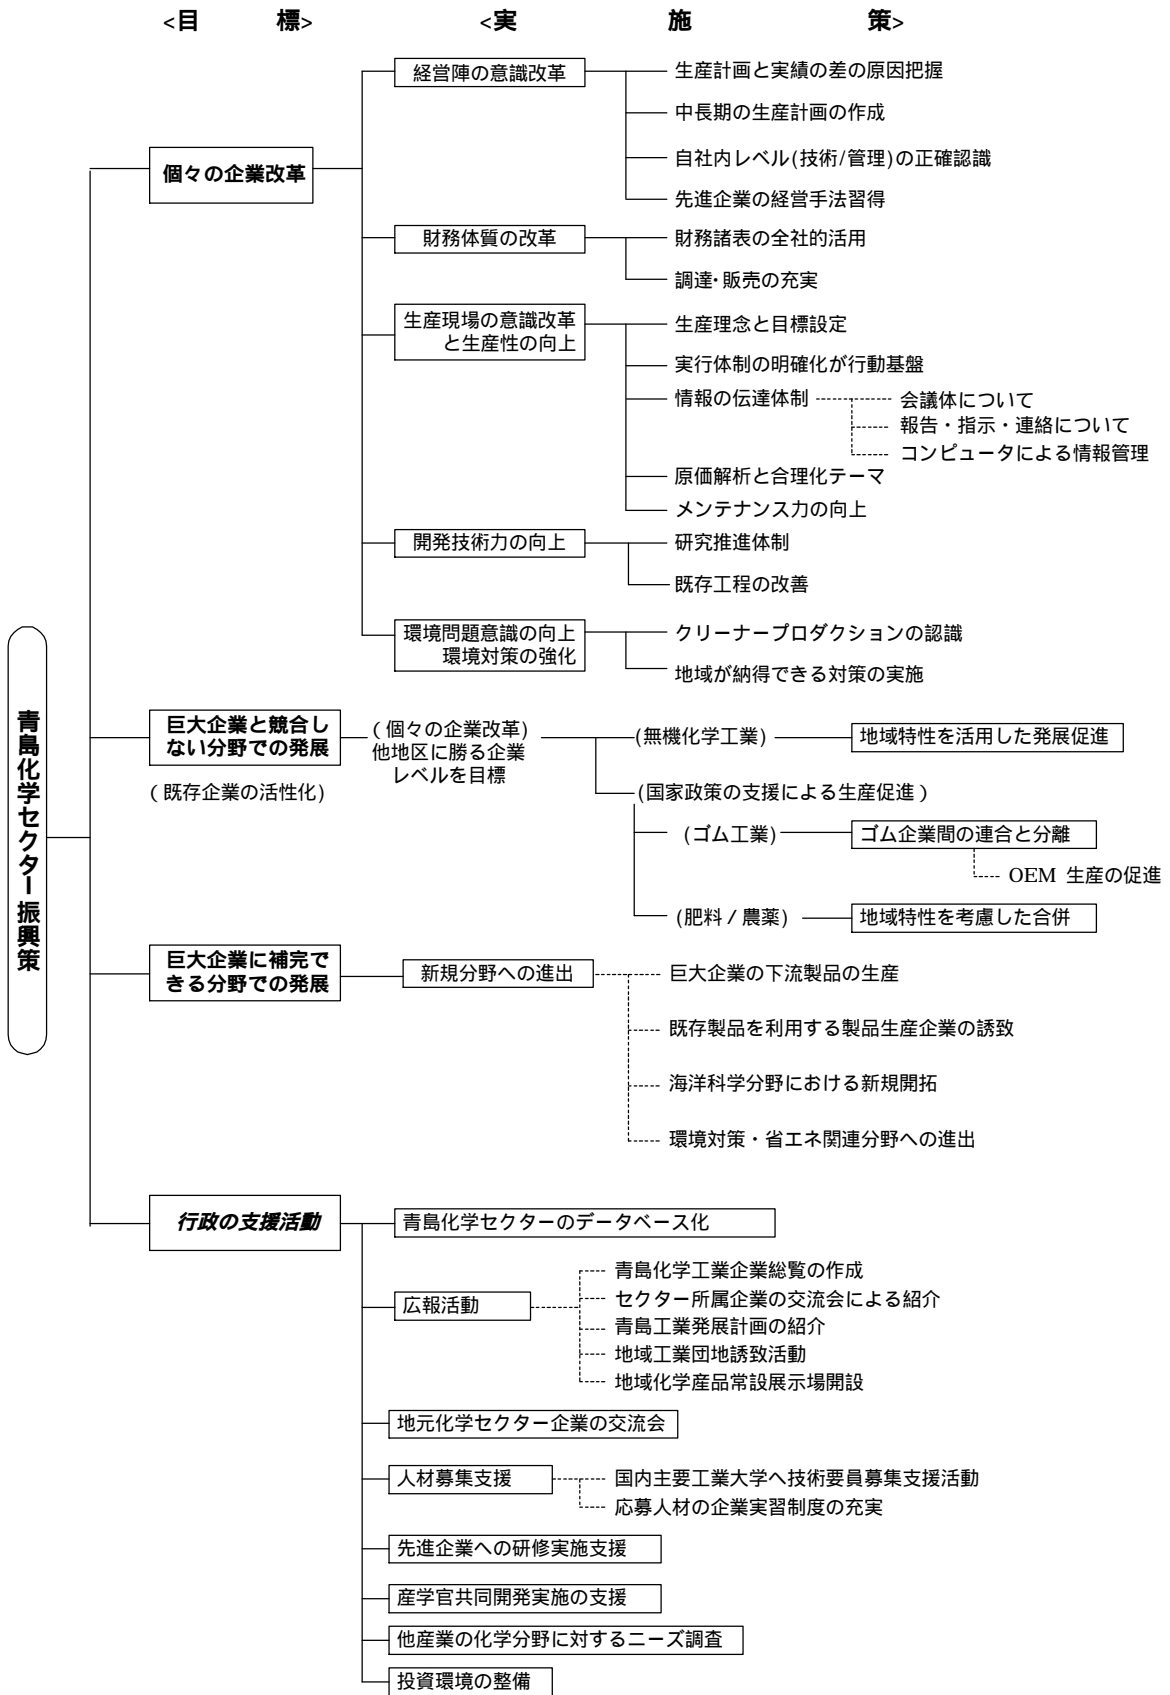 <目 標> <実 施 策>
青島化学セクター振興策
個々の企業改革
経営陣の意識改革
生産計画と実績の差の原因把握
中長期の生産計画の作成
自社内レベル(技術/管理)の正確認識
先進企業の経営手法習得
財務体質の改革
財務諸表の全社的活用
調達・販売の充実
生産現場の意識改革
と生産性の向上
生産理念と目標設定
実行体制の明確化が行動基盤
情報の伝達体制
会議体について
報告・指示・連絡について
コンピュータによる情報管理
原価解析と合理化テーマ
メンテナンス力の向上
開発技術力の向上
研究推進体制
既存工程の改善
環境問題意識の向上
環境対策の強化
クリーナープロダクションの認識
地域が納得できる対策の実施
巨大企業と競合し
ない分野での発展
(既存企業の活性化)
(個々の企業改革)
他地区に勝る企業
レベルを目標
(無機化学工業)
地域特性を活用した発展促進
(国家政策の支援による生産促進)
(ゴム工業)
ゴム企業間の連合と分離
OEM 生産の促進
(肥料/農薬)
地域特性を考慮した合併
巨大企業に補完で
きる分野での発展
新規分野への進出
巨大企業の下流製品の生産
既存製品を利用する製品生産企業の誘致
海洋科学分野における新規開拓
環境対策・省エネ関連分野への進出
行政の支援活動
青島化学セクターのデータベース化
広報活動
青島化学工業企業総覧の作成
セクター所属企業の交流会による紹介
青島工業発展計画の紹介
地域工業団地誘致活動
地域化学産品常設展示場開設
地元化学セクター企業の交流会
人材募集支援
国内主要工業大学へ技術要員募集支援活動
応募人材の企業実習制度の充実
先進企業への研修実施支援
産学官共同開発実施の支援
他産業の化学分野に対するニーズ調査
投資環境の整備